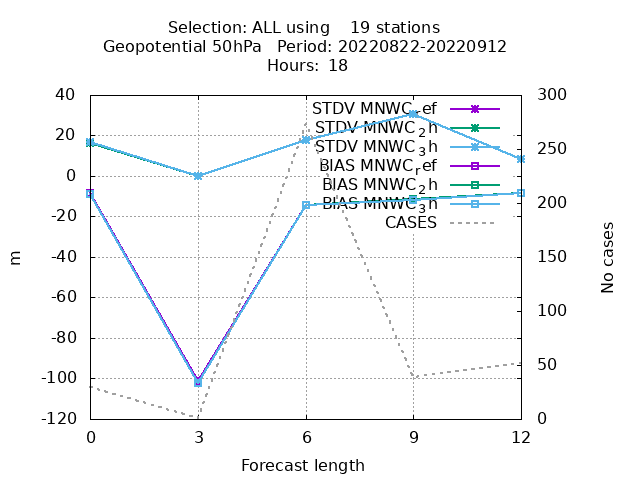 Selection: ALL using 19 stations
Geopotential 50hPa Period: 20220822-20220912
Hours: 18
40 300
STDV MNWC_ref
20 STDV MNWC_2h 250
STDV MNWC_3h
0 BIAS MNWC_ref
BIAS MNWC_2h 200
-20 BIAS MNWC_3h
CASES
-40 150
-60
-80 100
-100 50
-120 0
0 3 6 9 12
m
No cases
Forecast length